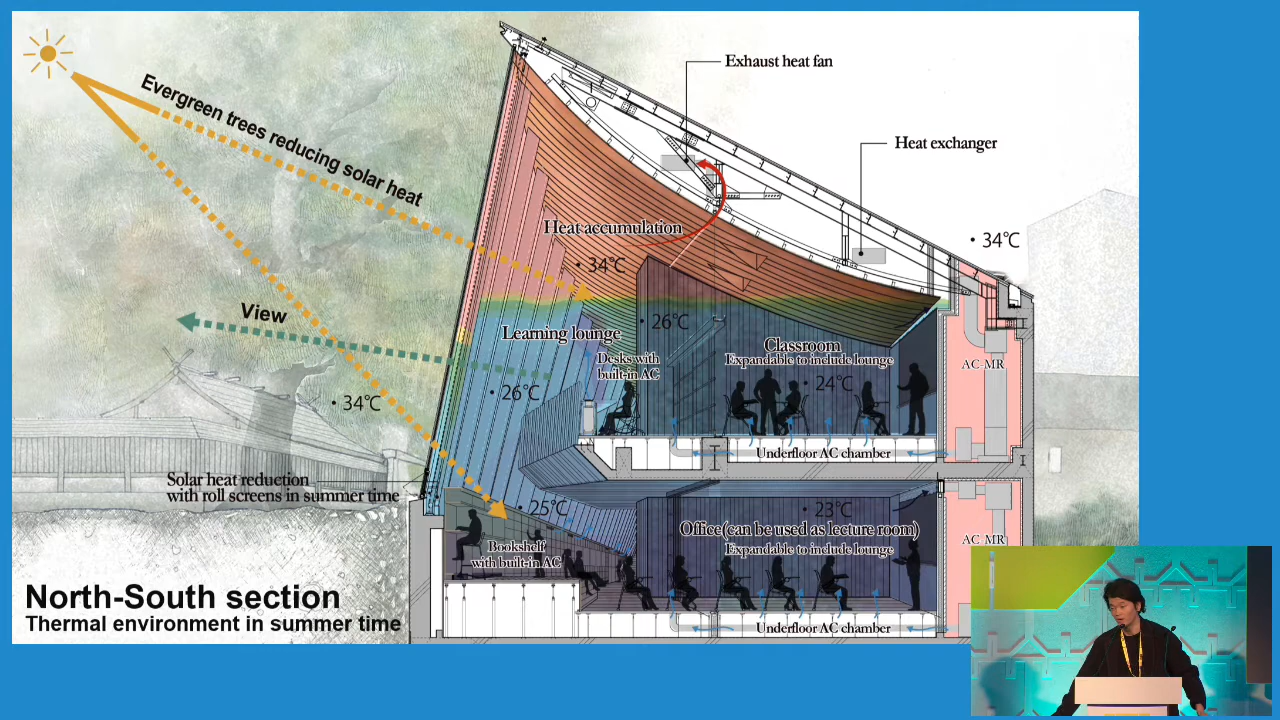 Exhaust heat fan
Evergreen trees reducing solar heat
Heat exchanger
Heat accumulation
• 34℃
• 34℃
View
Learning lounge
• 26℃
Desks with
built-in AC
Classroom
Expandable to include lounge
AC-MR
• 24℃
• 26℃
• 34℃
Underfloor AC chamber
Solar heat reduction
with roll screens in summer time
• 25℃
• 23℃
Office(can be used as lecture room)
Bookshelf
with built-in AC
Expandable to include lounge
AC-MR
North-South section
Thermal environment in summer time
Underfloor AC chamber